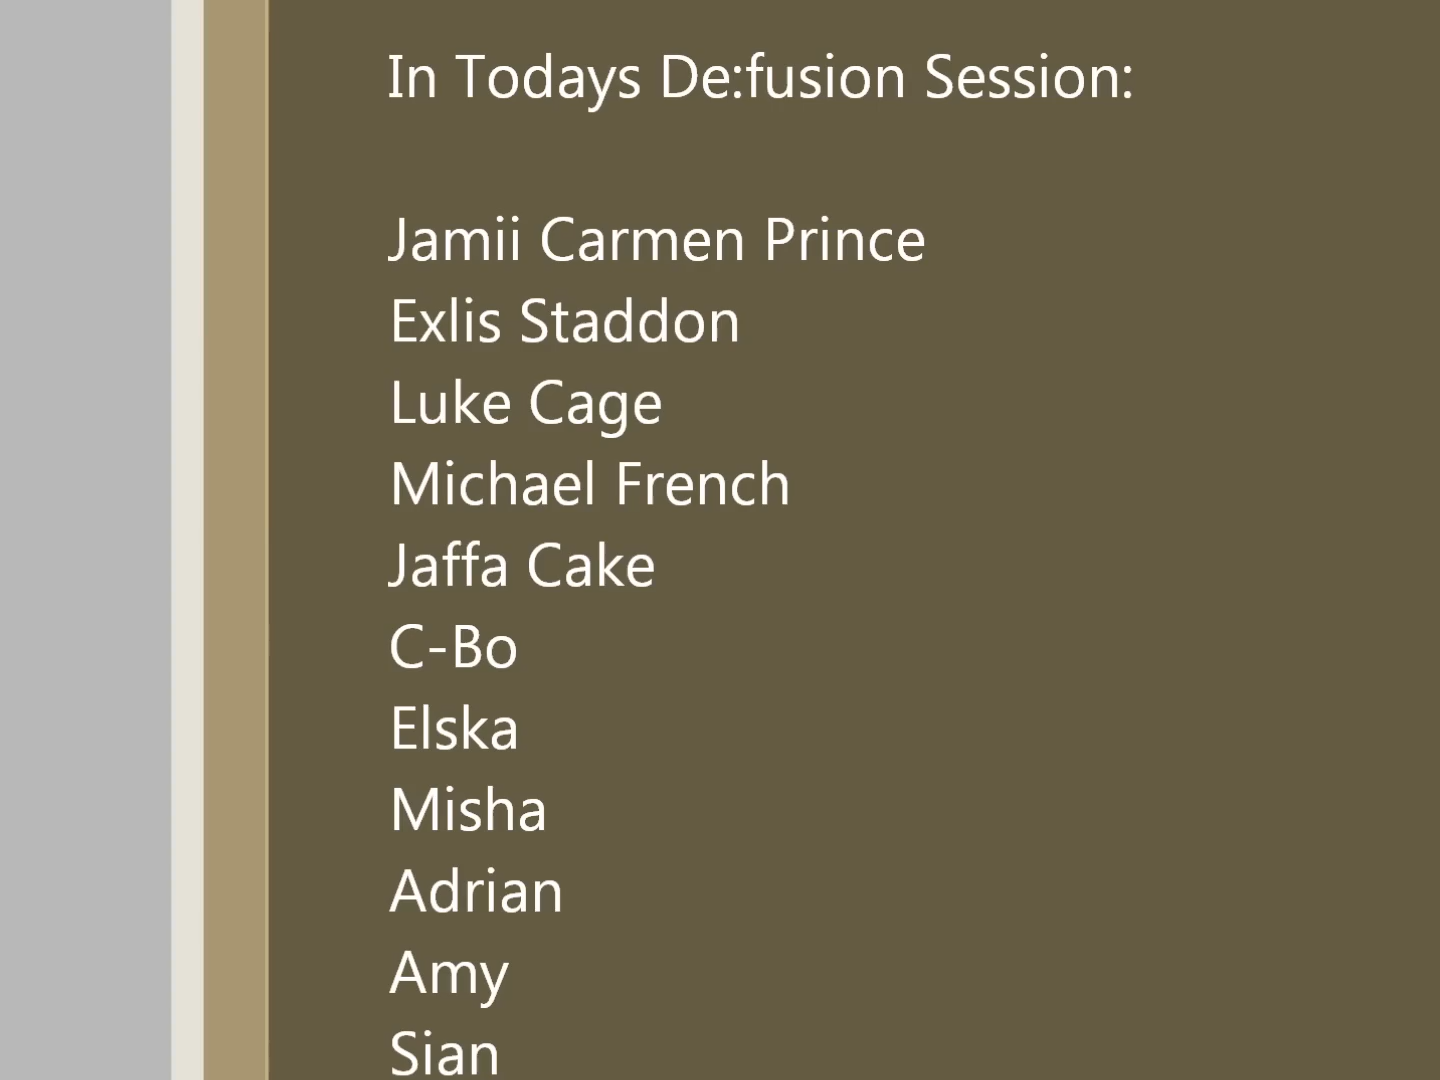 In Todays De:fusion Session:
Jamii Carmen Prince
Exlis Staddon
Luke Cage
Michael French
Jaffa Cake
C-Bo
Elska
Misha
Adrian
Amy
Sian